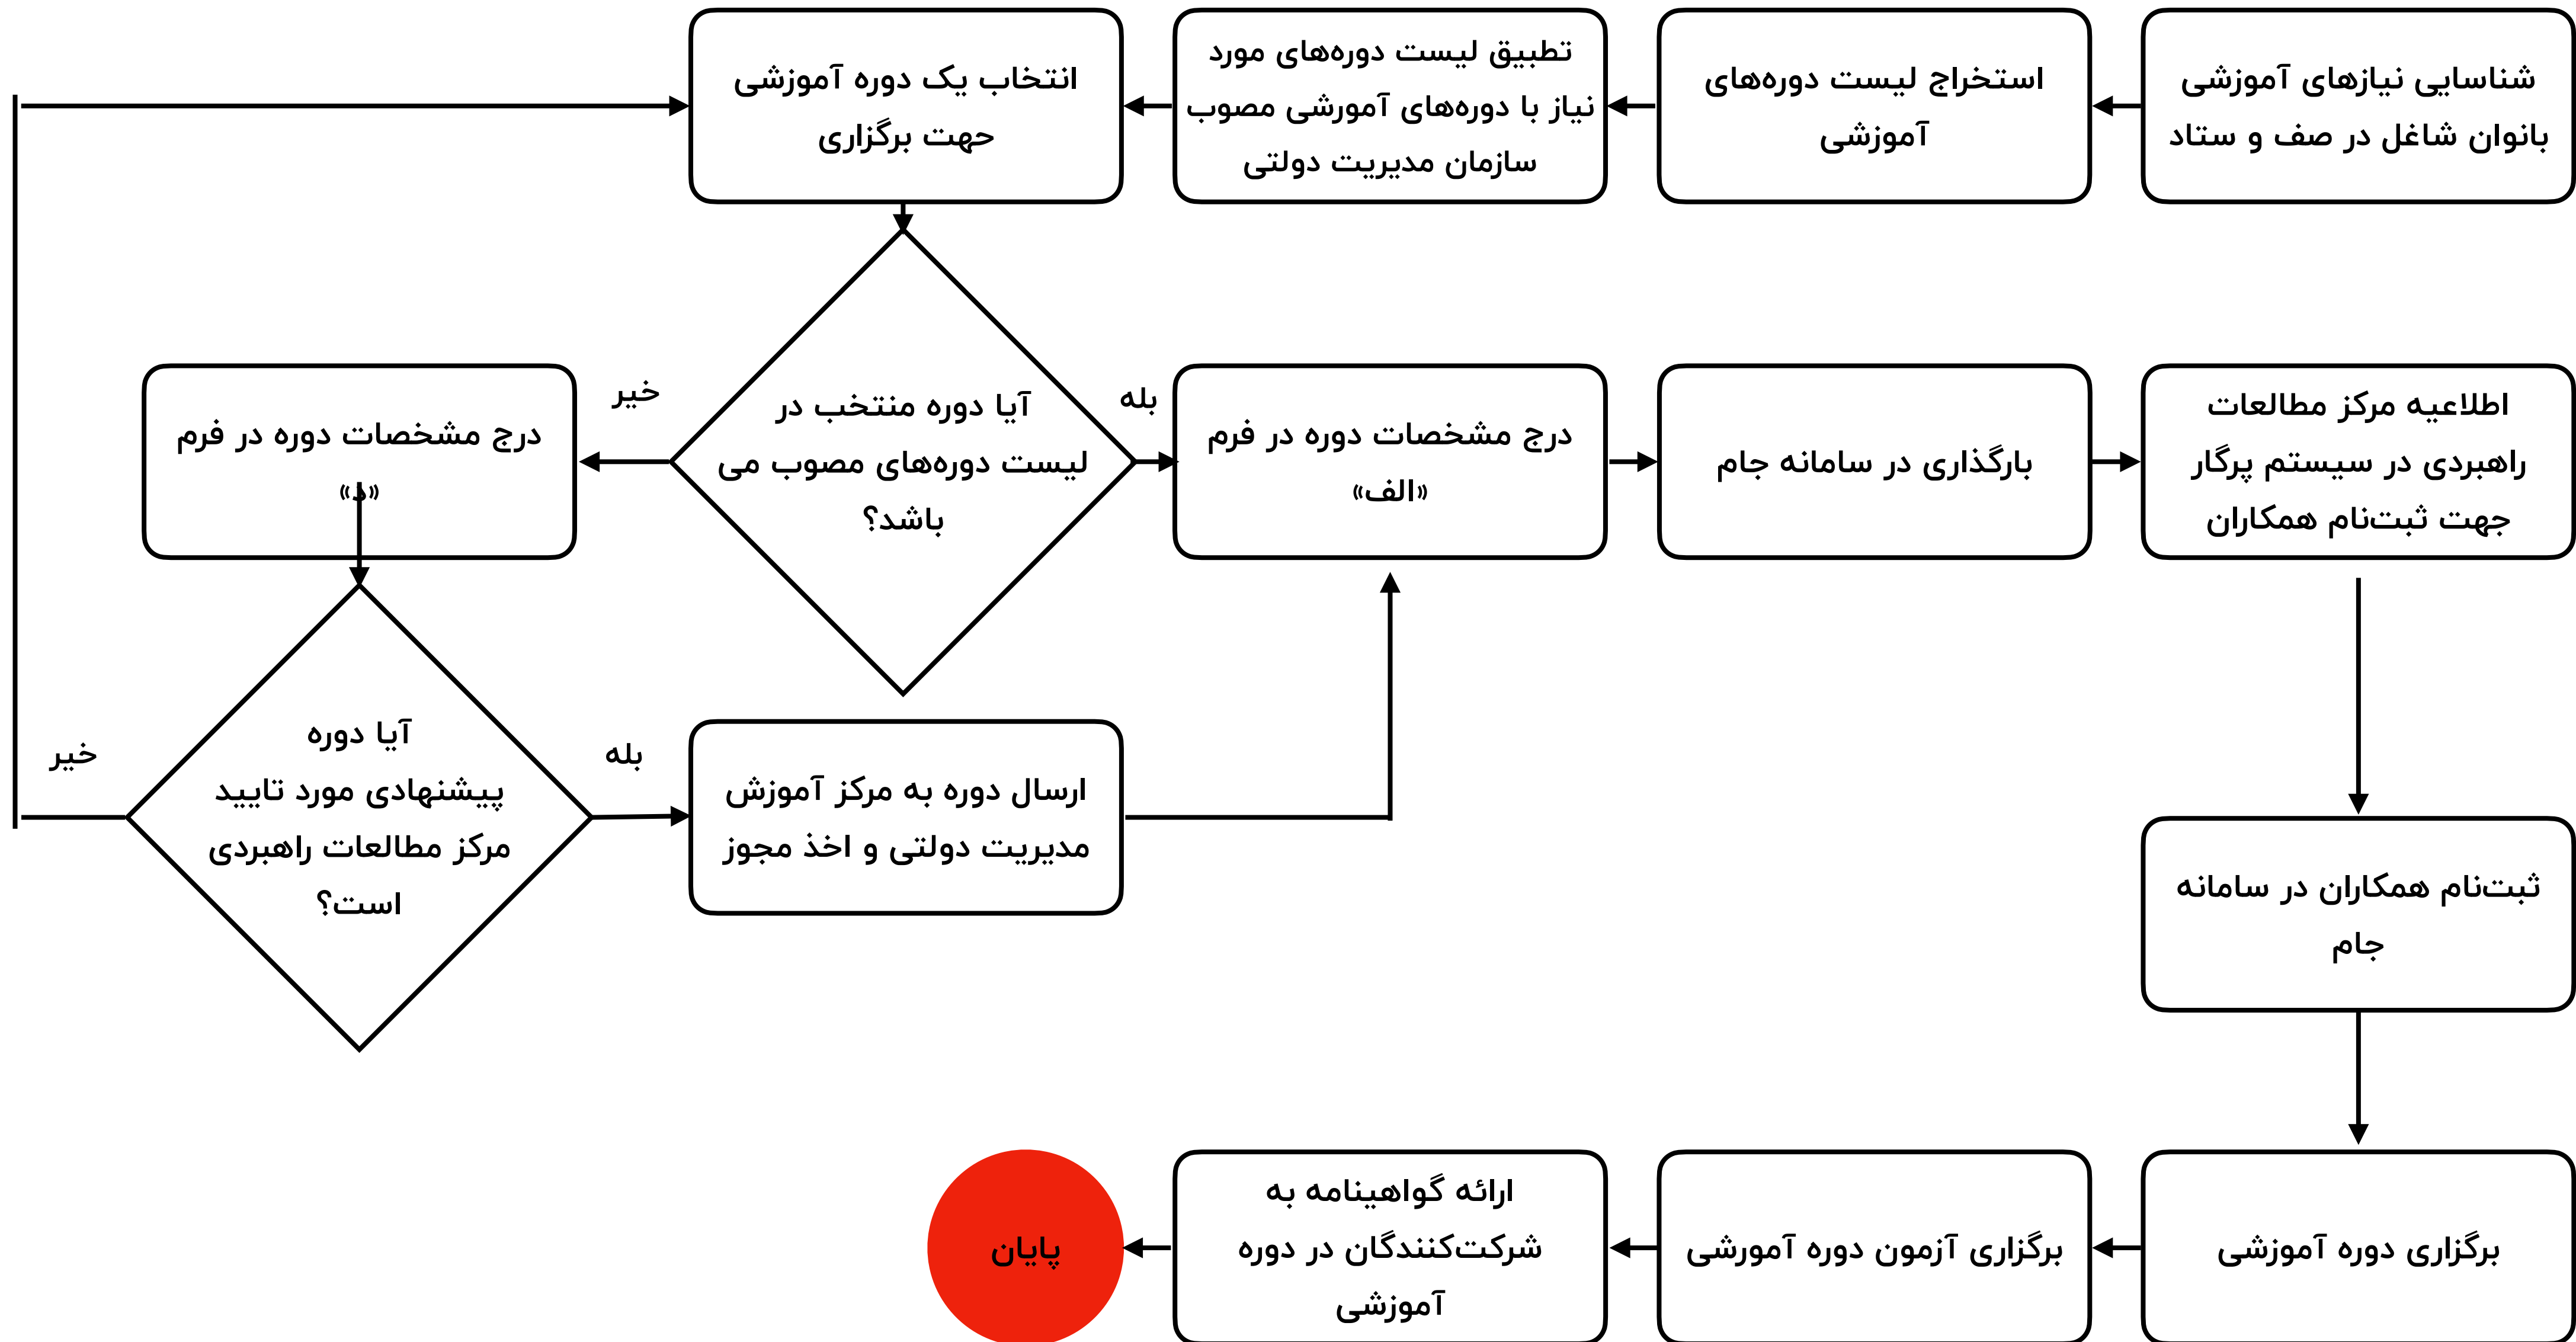 شناسایی نیازهای آموزشی
بانوان شاغل در صف و ستاد
استخراج لیست دوره‌های
آموزشی
تطبیق لیست دوره‌های مورد
نیاز با دوره‌های آمورشی مصوب
سازمان مدیریت دولتی
انتخاب یک دوره آموزشی
جهت برگزاری
آیا دوره منتخب در
لیست دوره‌های مصوب می
باشد؟
بله
خیر
درج مشخصات دوره در فرم
«الف»
بارگذاری در سامانه جام
اطلاعیه مرکز مطالعات
راهبردی در سیستم پرگار
جهت ثبت‌نام همکاران
درج مشخصات دوره در فرم
«د»
آیا دوره
پیشنهادی مورد تایید
مرکز مطالعات راهبردی
است؟
بله
خیر
ارسال دوره به مرکز آموزش
مدیریت دولتی و اخذ مجوز
ثبت‌نام همکاران در سامانه
جام
برگزاری دوره آموزشی
برگزاری آزمون دوره آمورشی
ارائه گواهینامه به
شرکت‌کنندگان در دوره
آموزشی
پایان